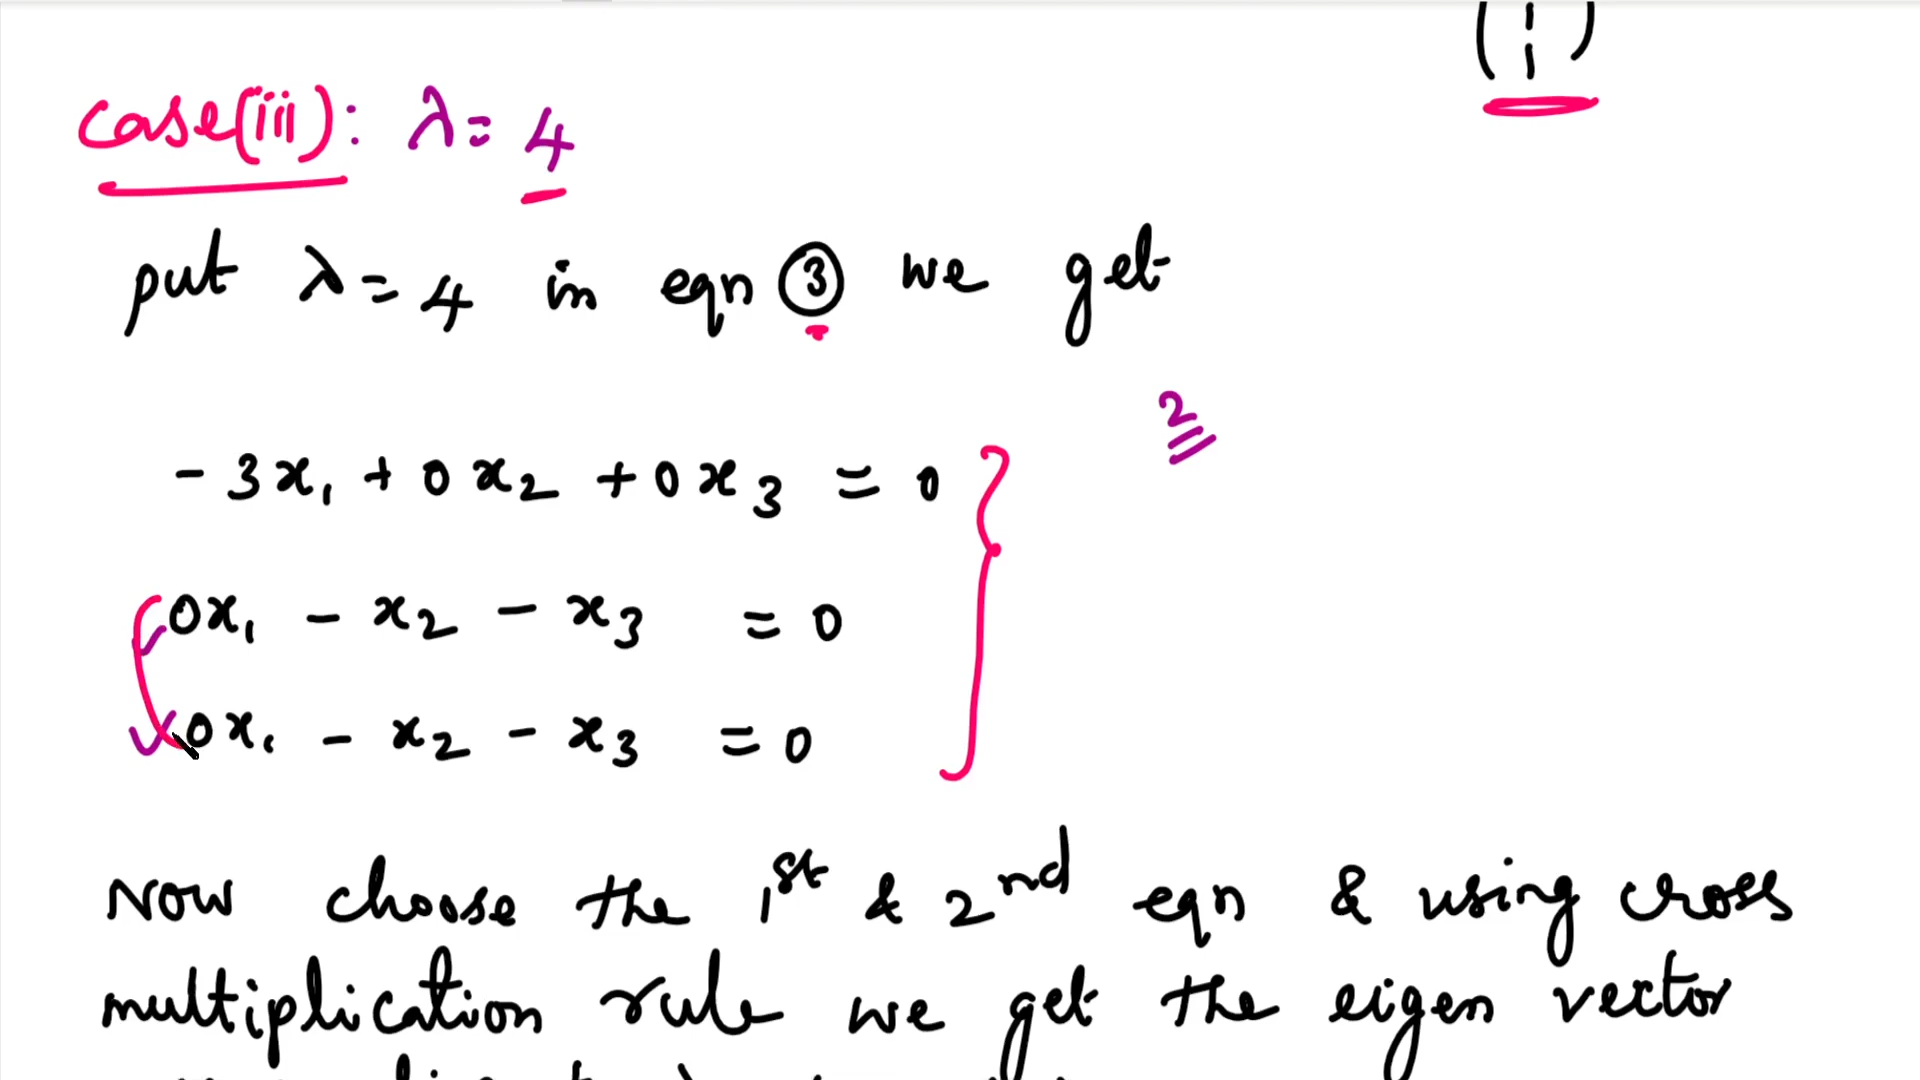 case(iii): λ = 4
put λ = 4 in eqn ③ we get
2
- 3x₁ + 0x₂ + 0x₃ = 0
0x₁ - x₂ - x₃ = 0
0x₁ - x₂ - x₃ = 0
Now choose the 1st & 2nd eqn & using cross
multiplication rule we get the eigen vector